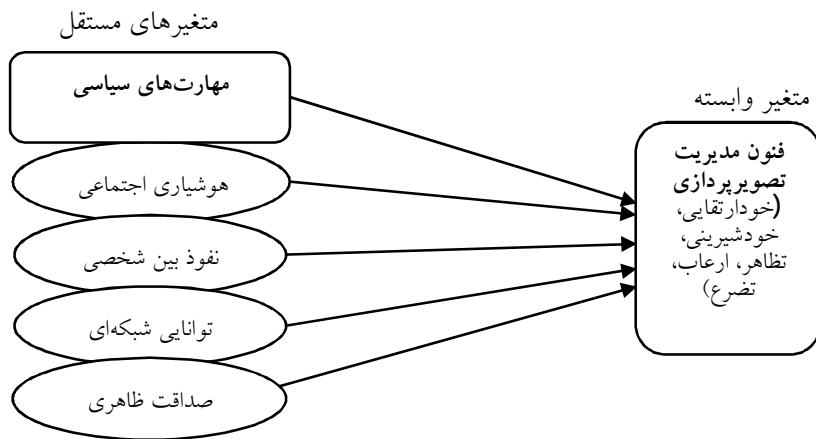 متغیرهای مستقل
مهارت‌های سیاسی
هوشیاری اجتماعی
نفوذ بین شخصی
توانایی شبکه‌ای
صداقت ظاهری
متغیر وابسته
فنون مدیریت
تصویرپردازی
(خودارتقایی،
خودشیرینی،
تظاهر، ارعاب،
تضرع)